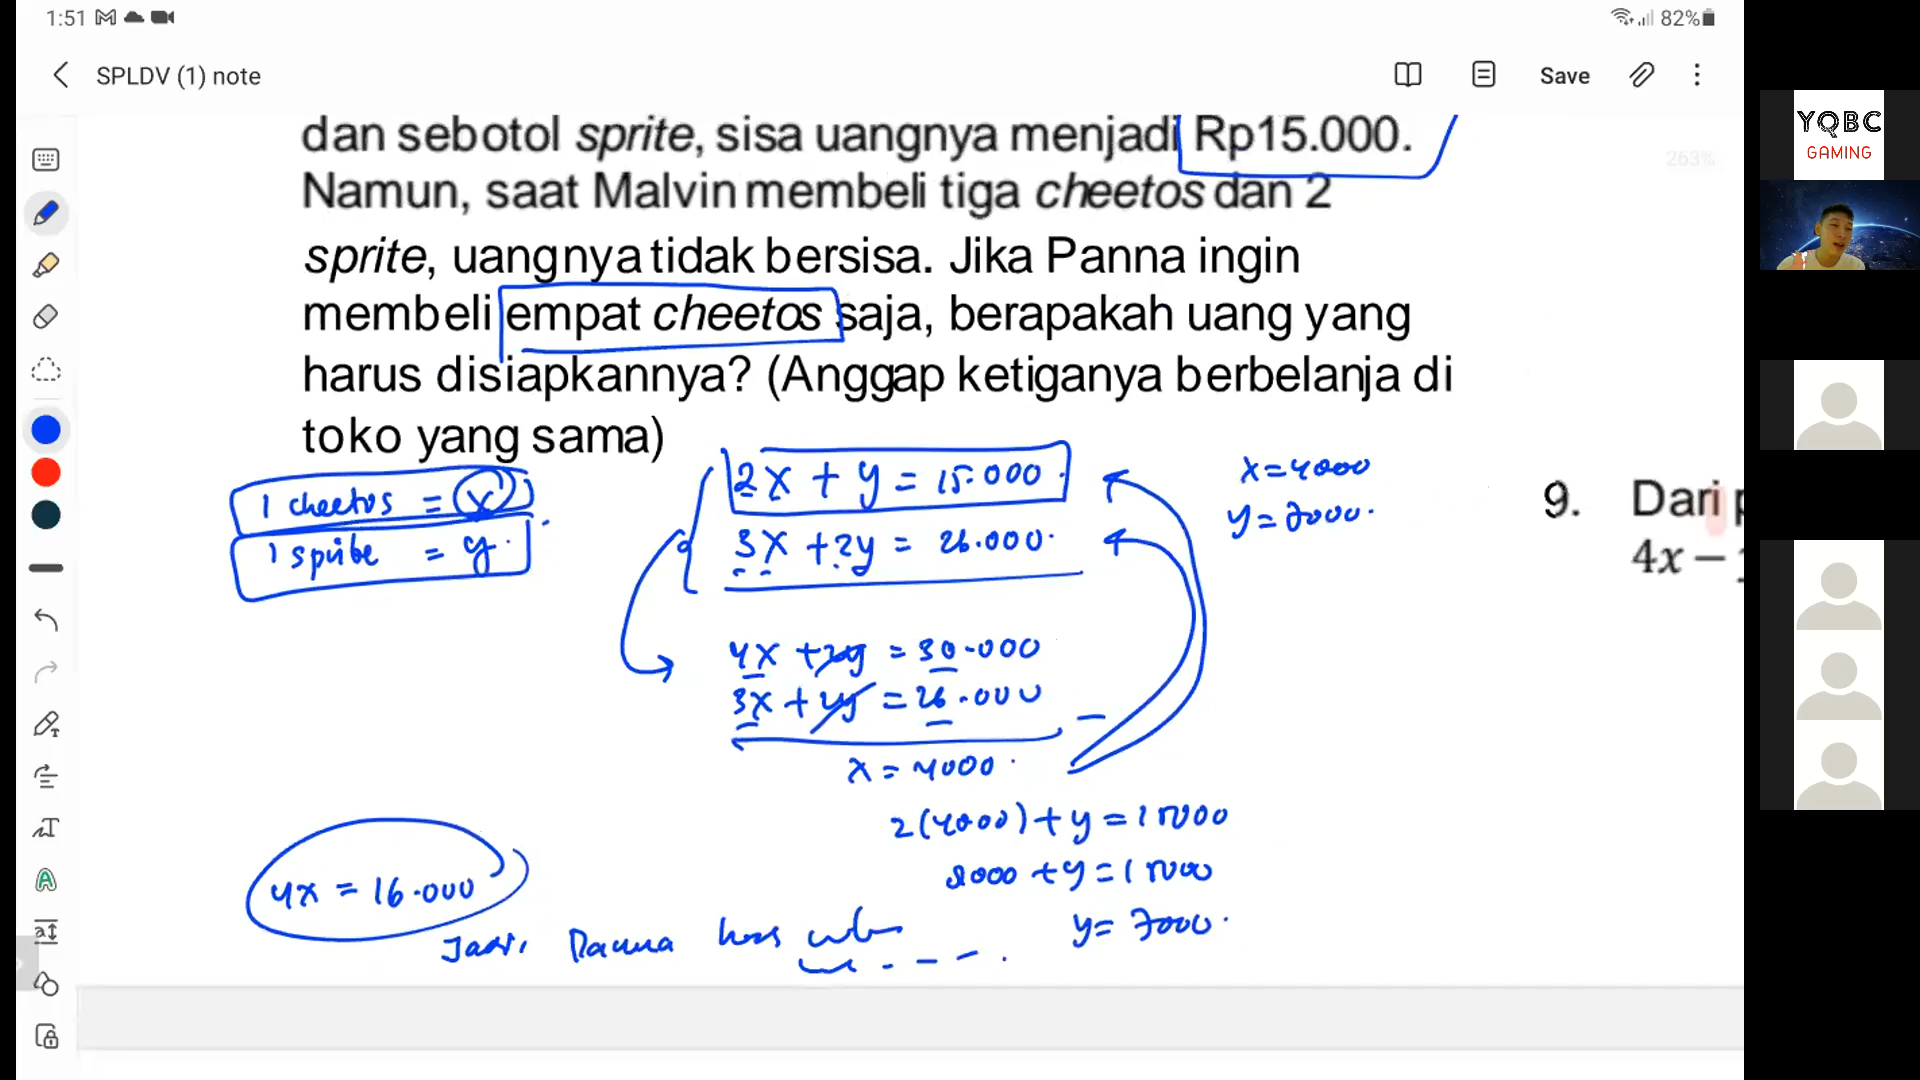 1:51
82%
SPLDV (1) note
Save
263%
dan sebotol sprite, sisa uangnya menjadi Rp15.000.
Namun, saat Malvin membeli tiga cheetos dan 2
sprite, uangnya tidak bersisa. Jika Panna ingin
membeli empat cheetos saja, berapakah uang yang
harus disiapkannya? (Anggap ketiganya berbelanja di
toko yang sama)
1 cheetos = x
1 sprite = y
2x + y = 15.000
3x + 2y = 26.000
x = 4000
y = 7000
4x + 2y = 30.000
3x + 2y = 26.000
x = 4000
2(4000) + y = 15000
8000 + y = 15000
y = 7000
4x = 16.000
Jadi, Panna
9. Dari
4x –
YQBC
GAMING